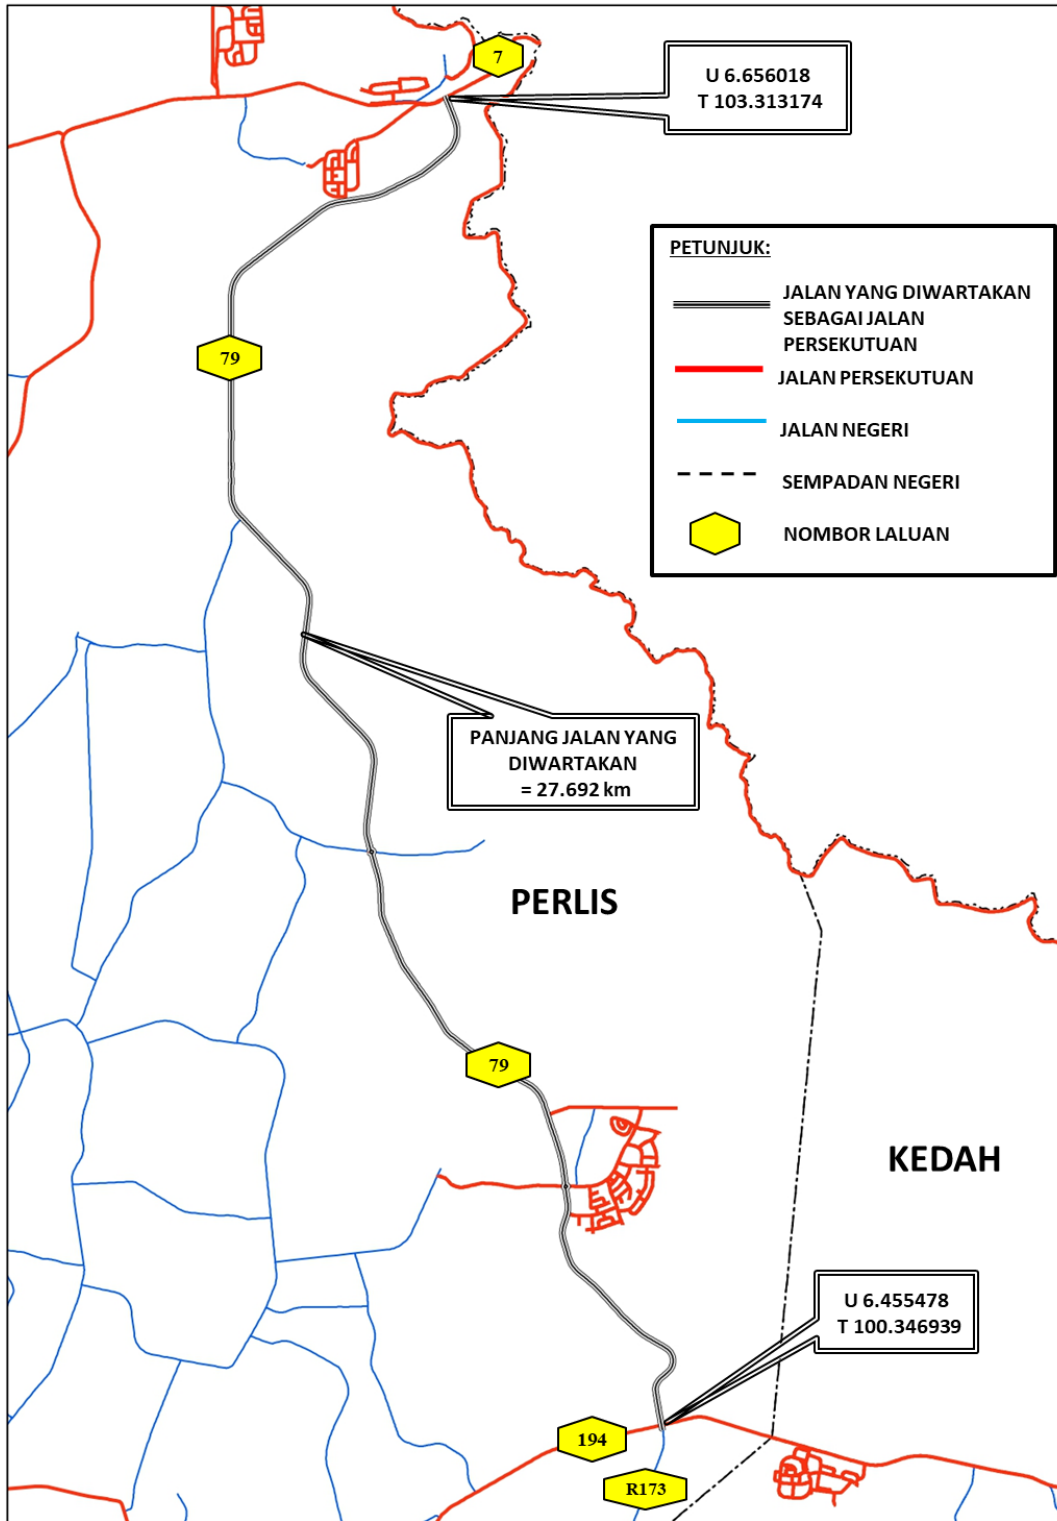 7
U 6.656018
T 103.313174
PETUNJUK:
JALAN YANG DIWARTAKAN
SEBAGAI JALAN
PERSEKUTUAN
JALAN PERSEKUTUAN
JALAN NEGERI
SEMPADAN NEGERI
NOMBOR LALUAN
79
PANJANG JALAN YANG
DIWARTAKAN
= 27.692 km
PERLIS
79
KEDAH
U 6.455478
T 100.346939
194
R173